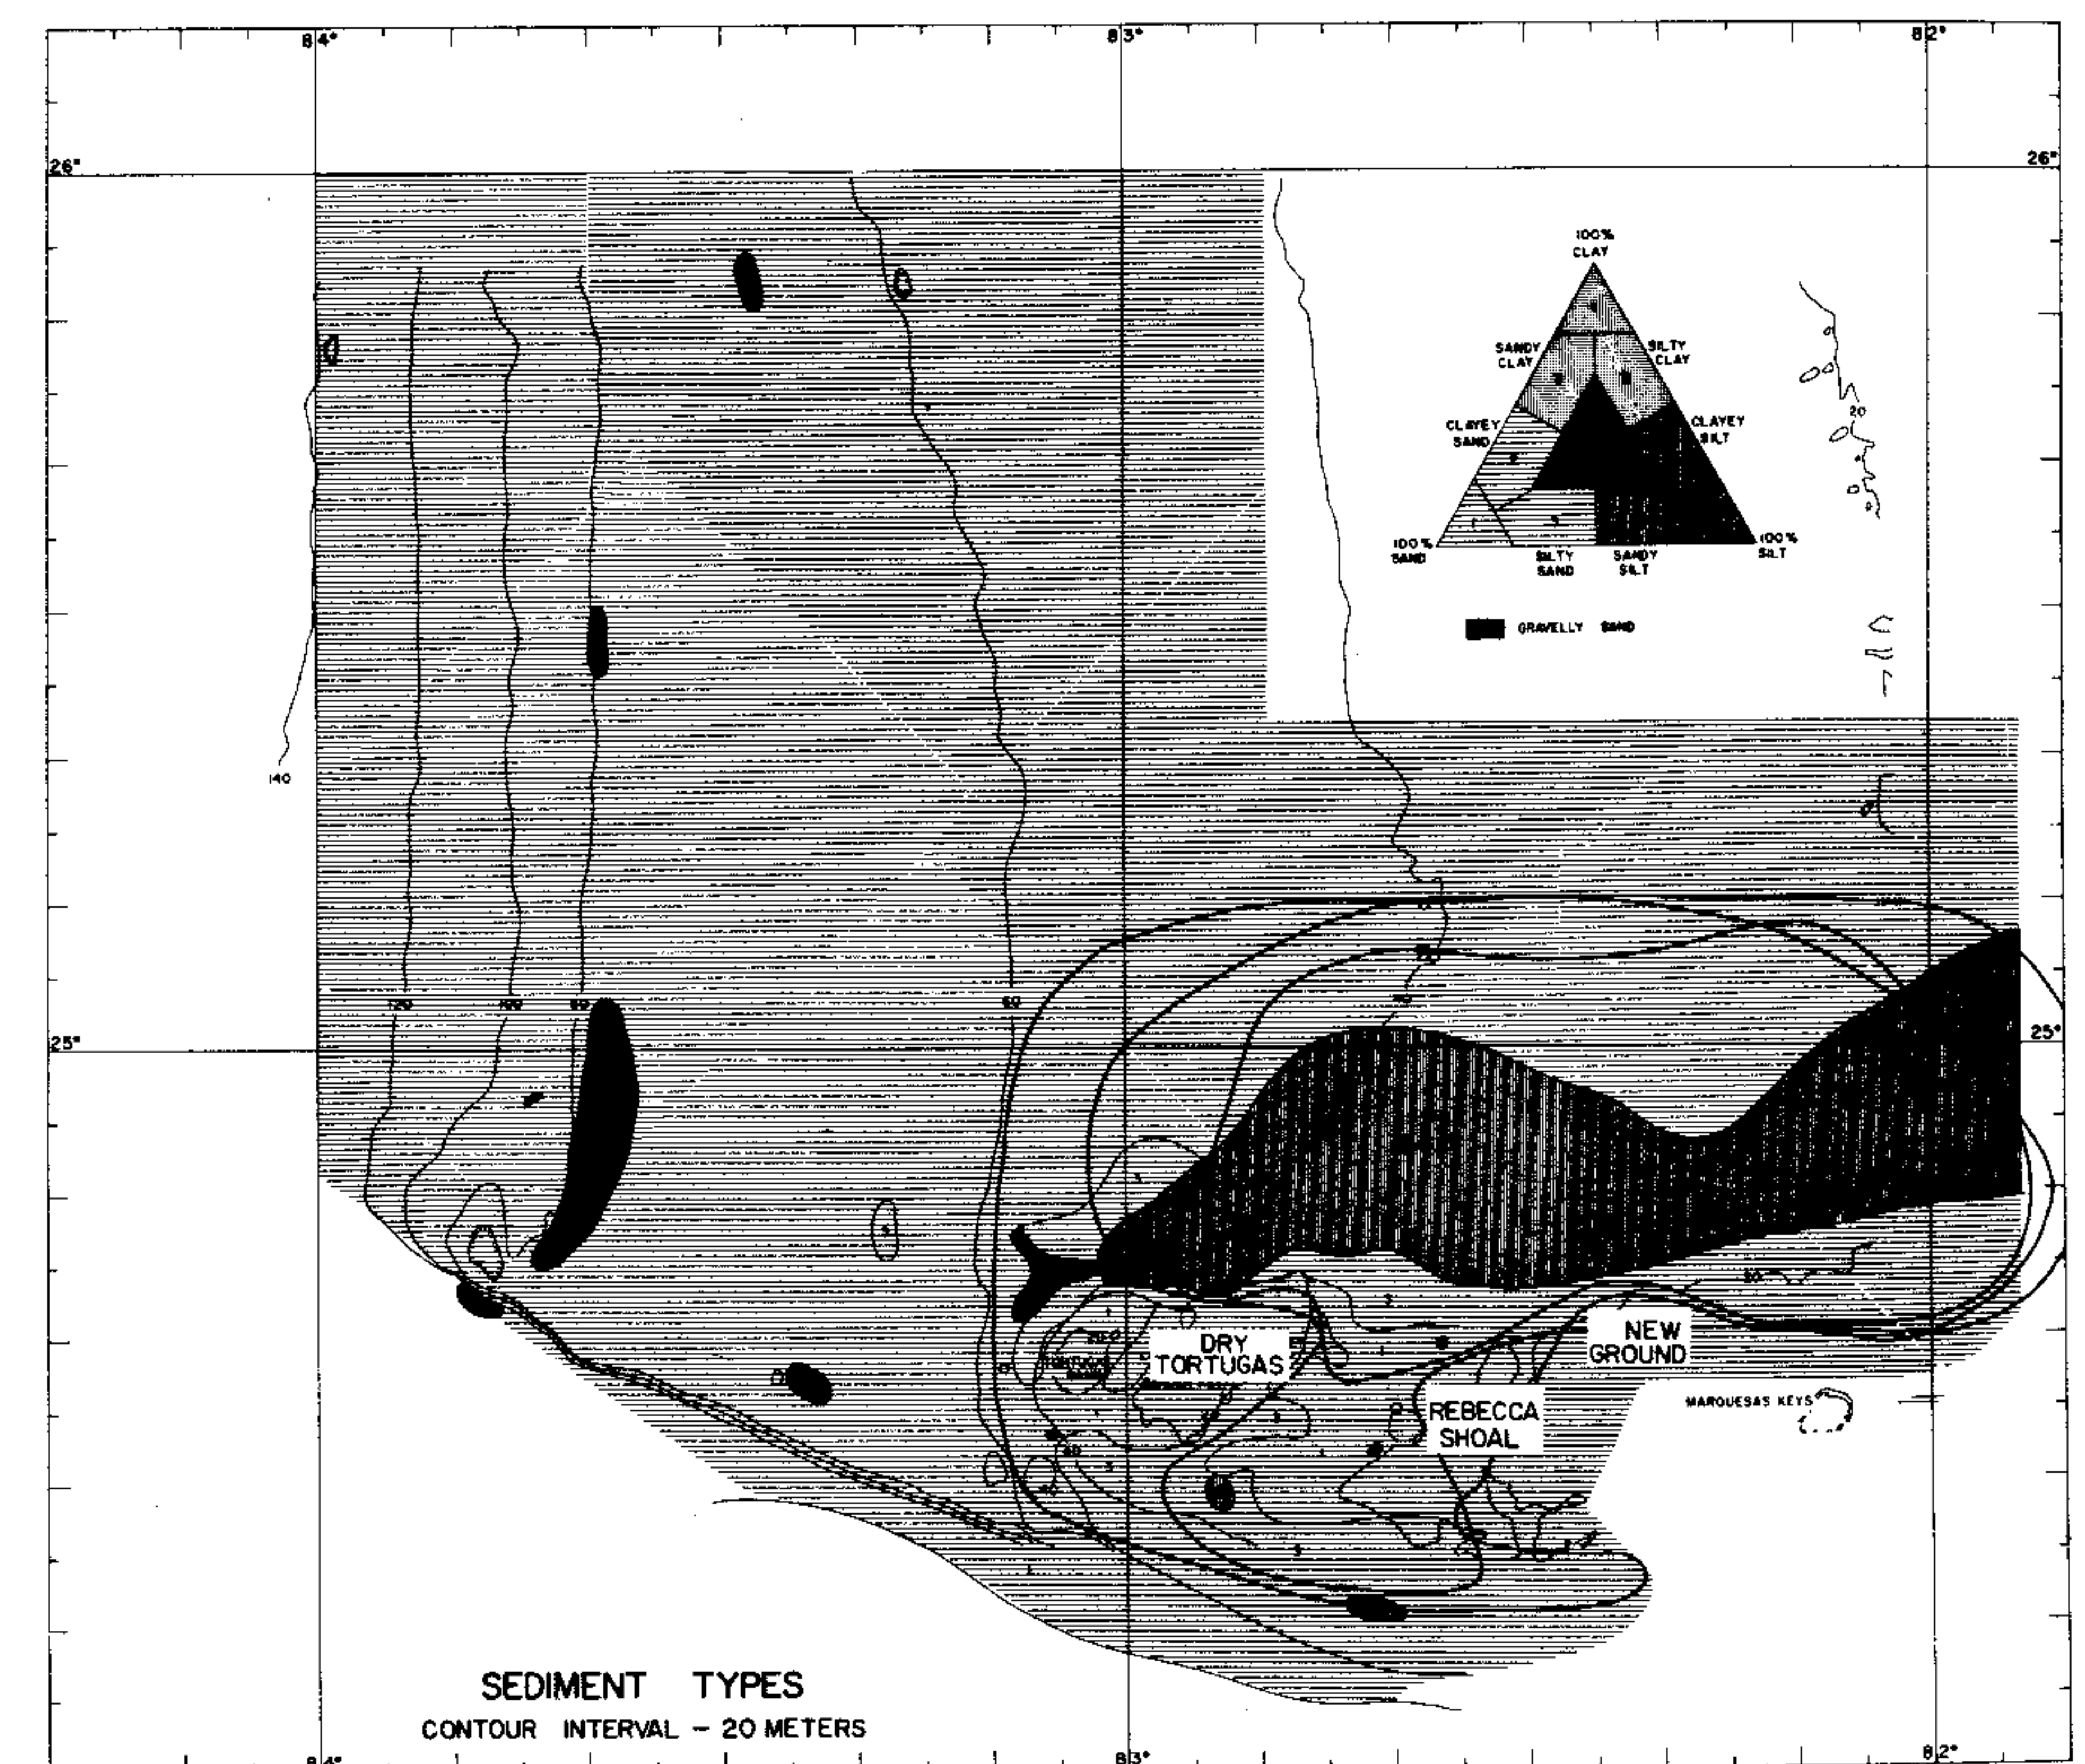 84°
83°
82°
26°
26°
100%
CLAY
SANDY
CLAY
SILTY
CLAY
CLAYEY
SAND
CLAYEY
SILT
20
100%
SAND
SILTY
SAND
SANDY
SILT
100%
SILT
GRAVELLY SAND
140
120
100
80
60
25°
25°
20
3
DRY
TORTUGAS
NEW
GROUND
REBECCA
SHOAL
MARQUESAS KEYS
SEDIMENT TYPES
CONTOUR INTERVAL – 20 METERS
84°
83°
82°